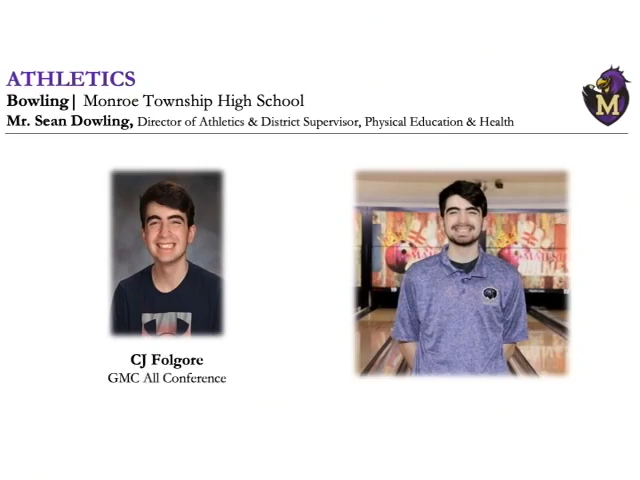 ATHLETICS
Bowling| Monroe Township High School
Mr. Sean Dowling, Director of Athletics & District Supervisor, Physical Education & Health
M
CJ Folgore
GMC All Conference